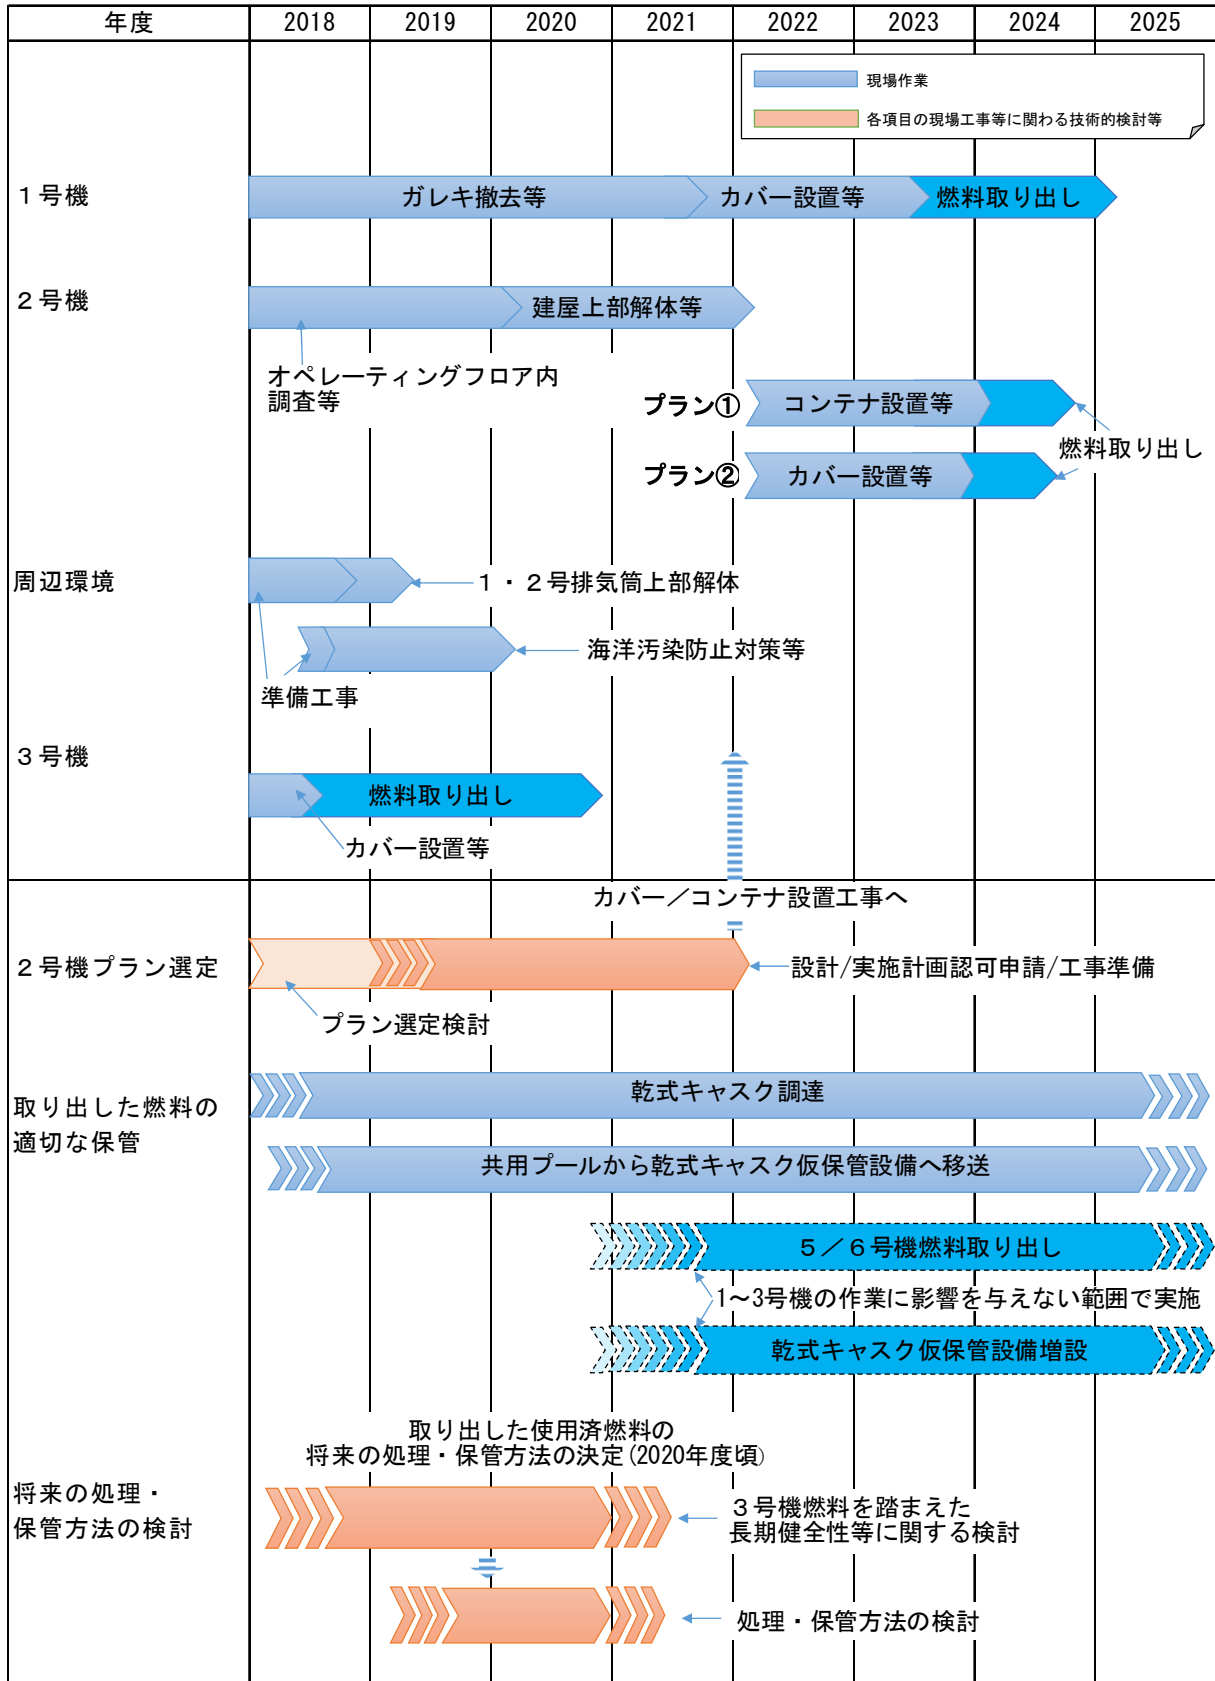 年度 2018 2019 2020 2021 2022 2023 2024 2025
現場作業
各項目の現場工事等に関わる技術的検討等
１号機
ガレキ撤去等 カバー設置等 燃料取り出し
２号機
建屋上部解体等
オペレーティングフロア内
調査等
プラン①
コンテナ設置等
燃料取り出し
プラン②
カバー設置等
周辺環境
１・２号排気筒上部解体
海洋汚染防止対策等
準備工事
３号機
燃料取り出し
カバー設置等
カバー／コンテナ設置工事へ
２号機プラン選定
設計/実施計画認可申請/工事準備
プラン選定検討
取り出した燃料の
適切な保管
乾式キャスク調達
共用プールから乾式キャスク仮保管設備へ移送
５／６号機燃料取り出し
1～3号機の作業に影響を与えない範囲で実施
乾式キャスク仮保管設備増設
取り出した使用済燃料の
将来の処理・保管方法の決定(2020年度頃)
将来の処理・
保管方法の検討
３号機燃料を踏まえた
長期健全性等に関する検討
処理・保管方法の検討